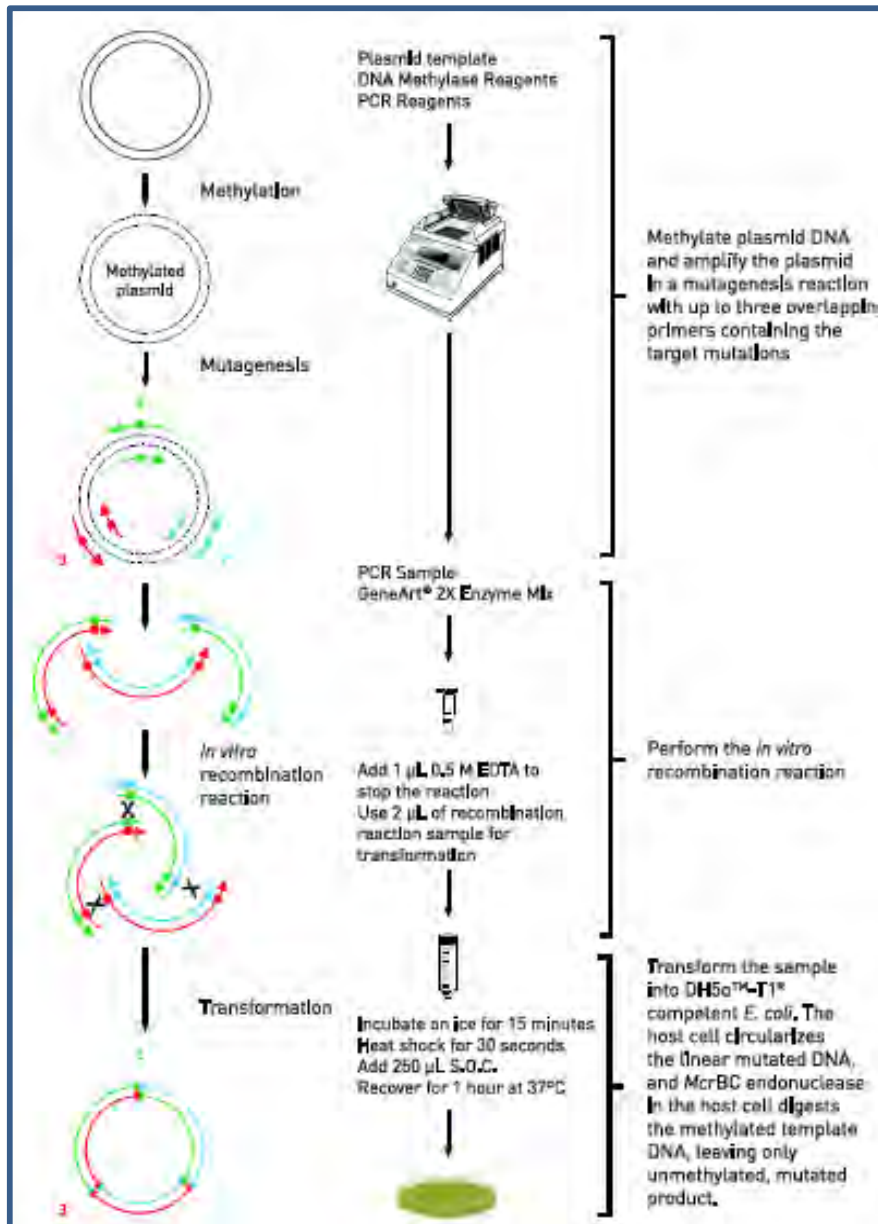 Plasmid template
DNA Methylase Reagents
PCR Reagents
Methylation
Methylated
plasmid
Methylate plasmid DNA
and amplify the plasmid
in a mutagenesis reaction
with up to three overlapping
primers containing the
target mutations
Mutagenesis
3
PCR Sample
GeneArt® 2X Enzyme Mix
In vitro
recombination
reaction
X
X
X
Add 1 µL 0.5 M EDTA to
stop the reaction
Use 2 µL of recombination
reaction sample for
transformation
Perform the in vitro
recombination reaction
Transformation
Incubate on ice for 15 minutes
Heat shock for 30 seconds
Add 250 µL S.O.C.
Recover for 1 hour at 37°C
Transform the sample
into DH5α™-T1®
competent E. coli. The
host cell circularizes
the linear mutated DNA,
and McrBC endonuclease
in the host cell digests
the methylated template
DNA, leaving only
unmethylated, mutated
product.
3